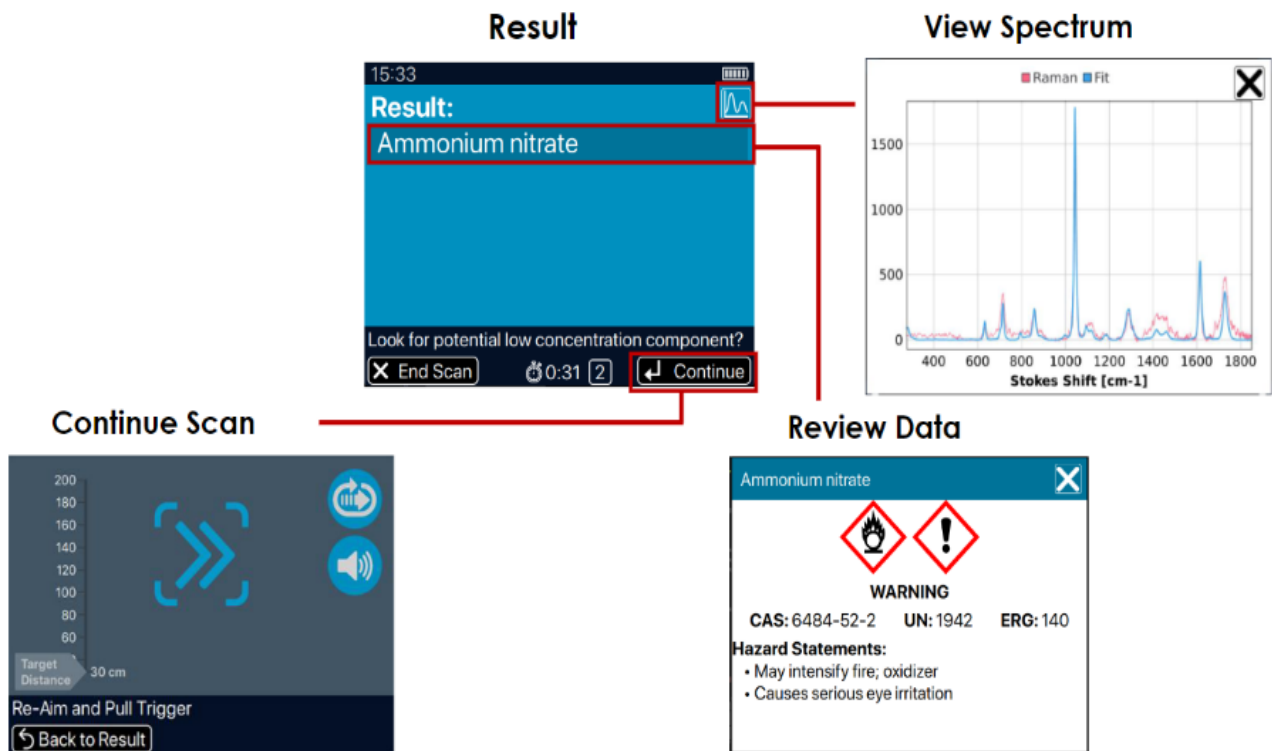 Result
15:33
Result:
Ammonium nitrate
Look for potential low concentration component?
X End Scan
0:31
2
Continue
View Spectrum
Raman Fit
1500
1000
500
0
400 600 800 1000 1200 1400 1600 1800
Stokes Shift [cm-1]
Continue Scan
200
180
160
140
120
100
80
60
Target
Distance
30 cm
Re-Aim and Pull Trigger
Back to Result
Review Data
Ammonium nitrate
WARNING
CAS: 6484-52-2 UN: 1942 ERG: 140
Hazard Statements:
• May intensify fire; oxidizer
• Causes serious eye irritation